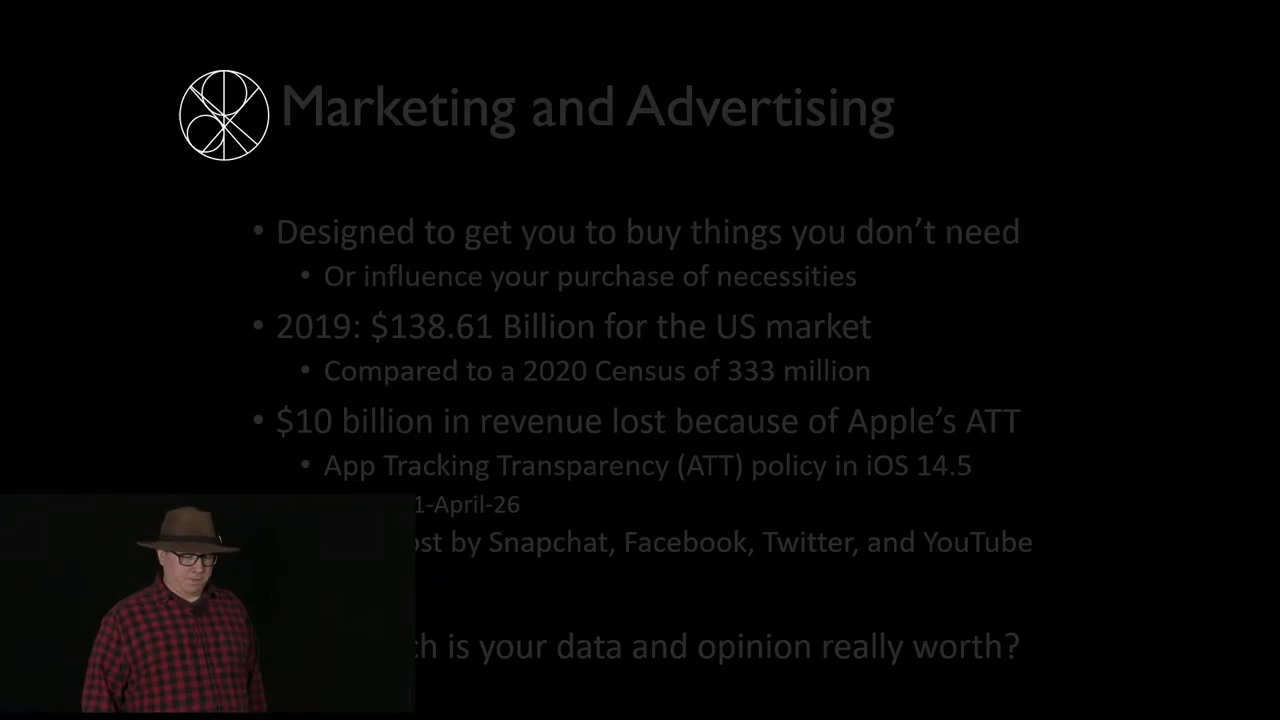 Marketing and Advertising
• Designed to get you to buy things you don’t need
• Or influence your purchase of necessities
• 2019: $138.61 Billion for the US market
• Compared to a 2020 Census of 333 million
• $10 billion in revenue lost because of Apple’s ATT
• App Tracking Transparency (ATT) policy in iOS 14.5
1-April-26
by Snapchat, Facebook, Twitter, and YouTube
is your data and opinion really worth?